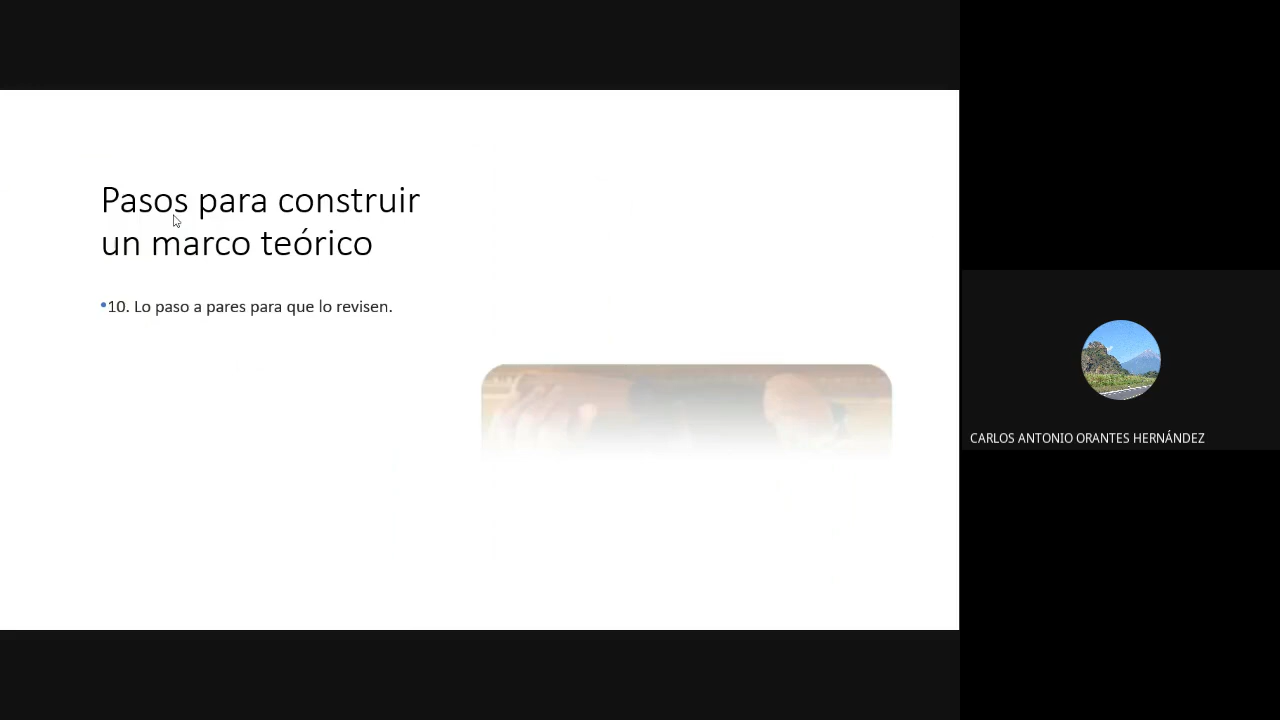 Pasos para construir
un marco teórico
•10. Lo paso a pares para que lo revisen.
CARLOS ANTONIO ORANTES HERNÁNDEZ